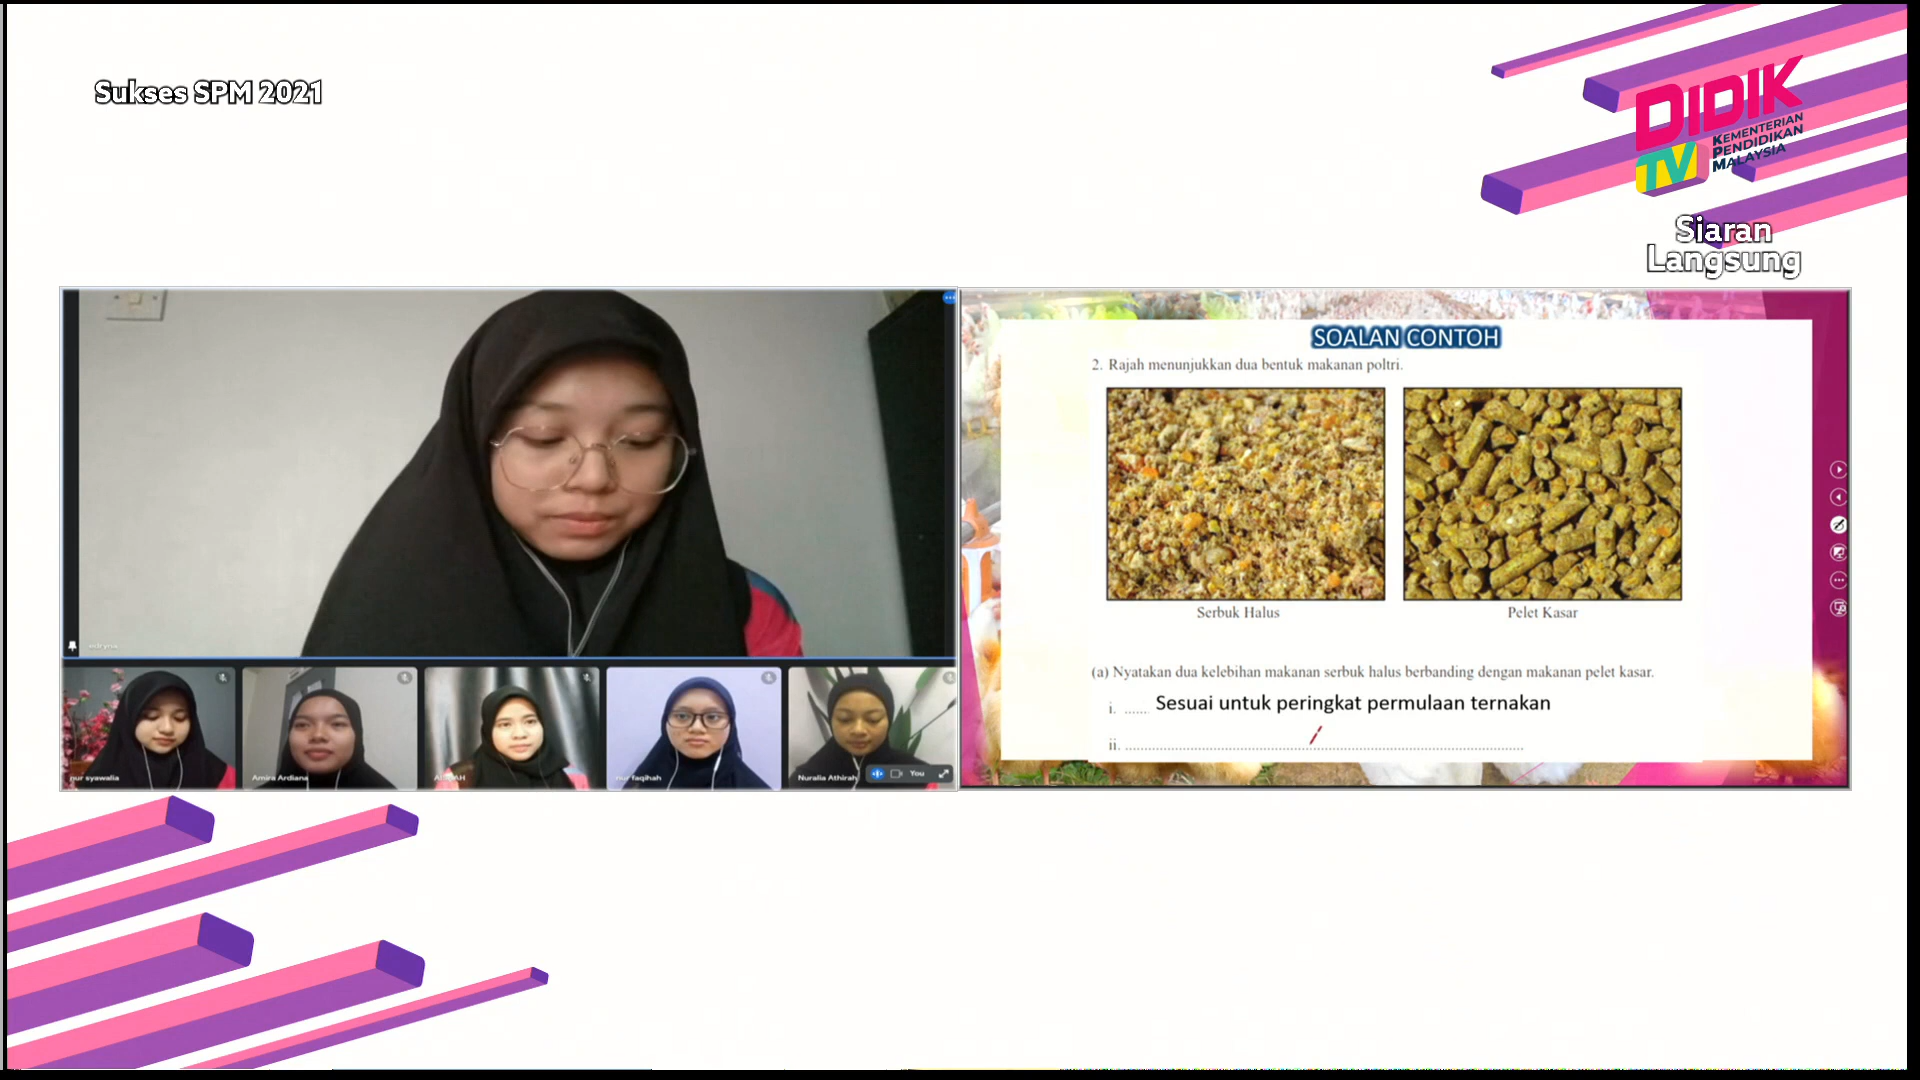 Sukses SPM 2021
DIDIK
TV
KEMENTERIAN
PENDIDIKAN
MALAYSIA
Siaran
Langsung
SOALAN CONTOH
2. Rajah menunjukkan dua bentuk makanan poltri.
Serbuk Halus
Pelet Kasar
(a) Nyatakan dua kelebihan makanan serbuk halus berbanding dengan makanan pelet kasar.
i. ...... Sesuai untuk peringkat permulaan ternakan
ii. ....................................................................................................
nur syawalia
Amira Ardiana
nur faqihah
Nuralia Athirah
You